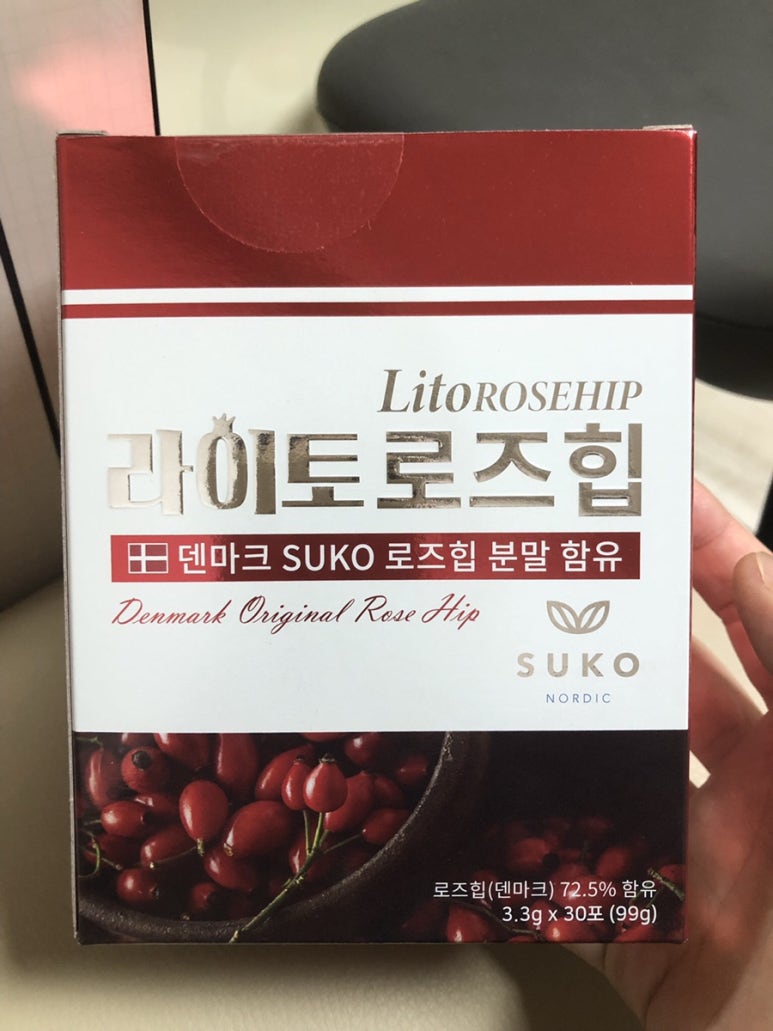 LitoROSEHIP
라이토로즈힙
덴마크 SUKO 로즈힙 분말 함유
Denmark Original Rose Hip
SUKO
NORDIC
로즈힙(덴마크) 72.5% 함유
3.3g x 30포 (99g)